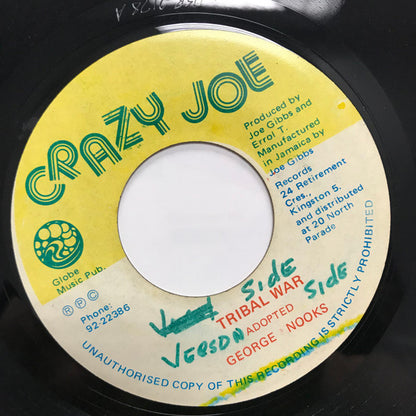 CRAZY JOE
Produced by
Joe Gibbs and
Errol T.
Manufactured
in Jamaica by
Joe Gibbs
Records
24 Retirement
Cres.,
Kingston 5.
and distributed
at 20 North
Parade
Globe
Music Pub.
Phone:
92-22386
SIDE
TRIBAL WAR
VERSON ADOPTED SIDE
GEORGE NOOKS
UNAUTHORISED COPY OF THIS RECORDING IS STRICTLY PROHIBITED